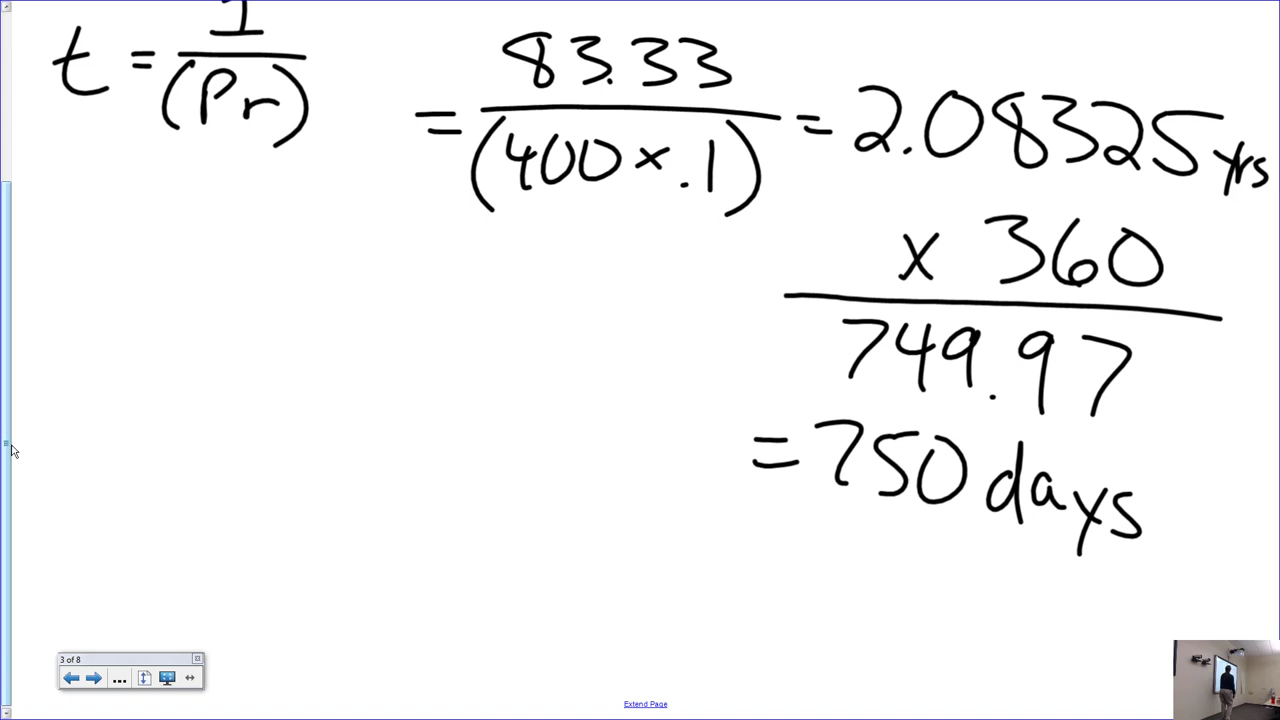 t = I / (Pr) = 83.33 / (400 × .1) = 2.08325 yrs
x 360
749.97
= 750 days
3 of 8
...
Extend Page